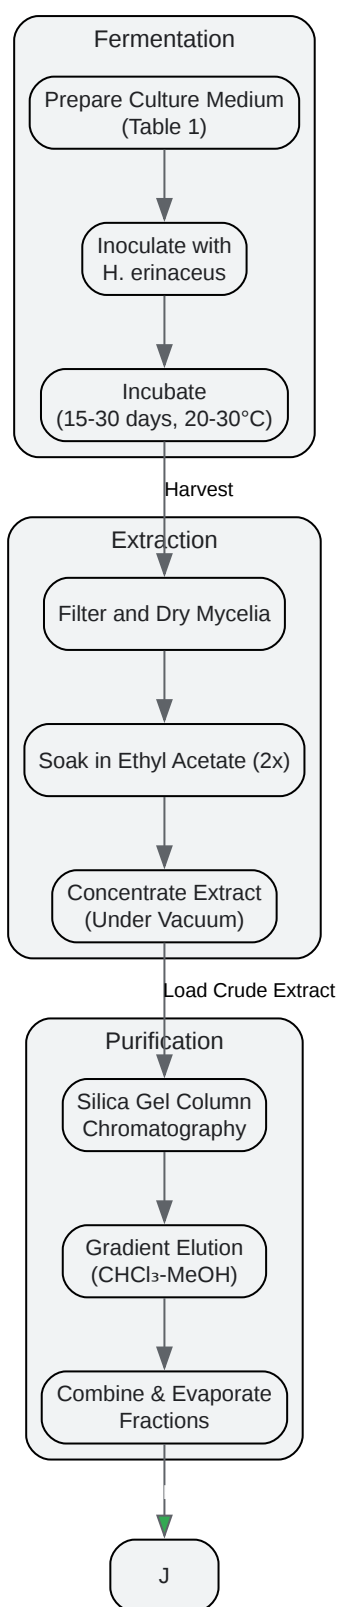 Fermentation
Prepare Culture Medium
(Table 1)
Inoculate with
H. erinaceus
Incubate
(15-30 days, 20-30°C)
Harvest
Extraction
Filter and Dry Mycelia
Soak in Ethyl Acetate (2x)
Concentrate Extract
(Under Vacuum)
Load Crude Extract
Purification
Silica Gel Column
Chromatography
Gradient Elution
(CHCl₃-MeOH)
Combine & Evaporate
Fractions
J